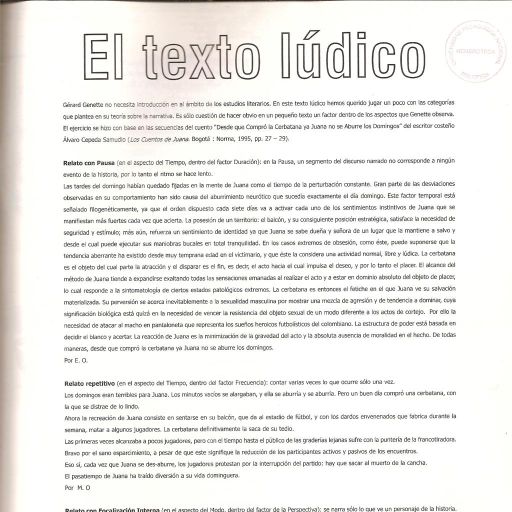 El texto lúdico
HEMEROTECA
Gérard Genette no necesita introducción en al ámbito de los estudios literarios. En este texto lúdico hemos querido jugar un poco con las categorías
que plantea en su teoría sobre la narrativa. Es sólo cuestión de hacer obvio en un pequeño texto un factor dentro de los aspectos que Genette observa.
El ejercicio se hizo con base en las secuencias del cuento "Desde que Compró la Cerbatana ya Juana no se Aburre los Domingos" del escritor costeño
Álvaro Cepeda Samudio (Los Cuentos de Juana. Bogotá : Norma, 1995, pp. 27 – 29).
Relato con Pausa (en el aspecto del Tiempo, dentro del factor Duración): en la Pausa, un segmento del discurso narrado no corresponde a ningún
evento de la historia, por lo tanto el ritmo se hace lento.
Las tardes del domingo habían quedado fijadas en la mente de Juana como el tiempo de la perturbación constante. Gran parte de las desviaciones
observadas en su comportamiento han sido causa del aburrimiento neurótico que sucedía exactamente el día domingo. Este factor temporal está
señalado filogenéticamente, ya que el orden dispuesto cada siete días va a activar cada uno de los sentimientos instintivos de Juana que se
manifiestan más fuertes cada vez que acierta. La posesión de un territorio: el balcón, y su consiguiente posición estratégica, satisface la necesidad de
seguridad y estímulo; más aún, refuerza un sentimiento de identidad ya que Juana se sabe dueña y señora de un lugar que la mantiene a salvo y
desde el cual puede ejecutar sus maniobras bucales en total tranquilidad. En los casos extremos de obsesión, como éste, puede suponerse que la
tendencia aberrante ha existido desde muy temprana edad en el victimario, y que éste la considera una actividad normal, libre y lúdica. La cerbatana
es el objeto del cual parte la atracción y el disparar es el fin, es decir, el acto hacia el cual impulsa el deseo, y por lo tanto el placer. El alcance del
método de Juana tiende a expandirse exaltando todas las sensaciones emanadas al realizar el acto y a estar en dominio absoluto del objeto de placer,
lo cual responde a la sintomatología de ciertos estados patológicos extremos. La cerbatana es entonces el fetiche en el que Juana ve su salvación
materializada. Su perversión se acerca inevitablemente a la sexualidad masculina por mostrar una mezcla de agresión y de tendencia a dominar, cuya
significación biológica está quizá en la necesidad de vencer la resistencia del objeto sexual de un modo diferente a los actos de cortejo. Por ello la
necesidad de atacar al macho en pantaloneta que representa los sueños heroicos futbolísticos del colombiano. La estructura de poder está basada en
decidir el blanco y acertar. La reacción de Juana es la minimización de la gravedad del acto y la absoluta ausencia de moralidad en el hecho. De todas
maneras, desde que compró la cerbatana ya Juana no se aburre los domingos.
Por E. O.
Relato repetitivo (en el aspecto del Tiempo, dentro del factor Frecuencia): contar varias veces lo que ocurre sólo una vez.
Los domingos eran terribles para Juana. Los minutos vacíos se alargaban, y ella se aburría y se aburría. Pero un buen día compró una cerbatana, con
la que se distrae de lo lindo.
Ahora la recreación de Juana consiste en sentarse en su balcón, que da al estadio de fútbol, y con los dardos envenenados que fabrica durante la
semana, matar a algunos jugadores. La cerbatana definitivamente la saca de su tedio.
Las primeras veces alcanzaba a pocos jugadores, pero con el tiempo hasta el público de las graderías lejanas sufre con la puntería de la francotiradora.
Bravo por el sano esparcimiento, a pesar de que este signifique la reducción de los participantes activos y pasivos de los encuentros.
Eso sí, cada vez que Juana se des-aburre, los jugadores protestan por la interrupción del partido: hay que sacar al muerto de la cancha.
El pasatiempo de Juana ha traído diversión a su vida dominguera.
Por M. O
Relato con Focalización Interna (en el aspecto del Modo, dentro del factor de la Perspectiva): se narra sólo lo que ve un personaje de la historia.